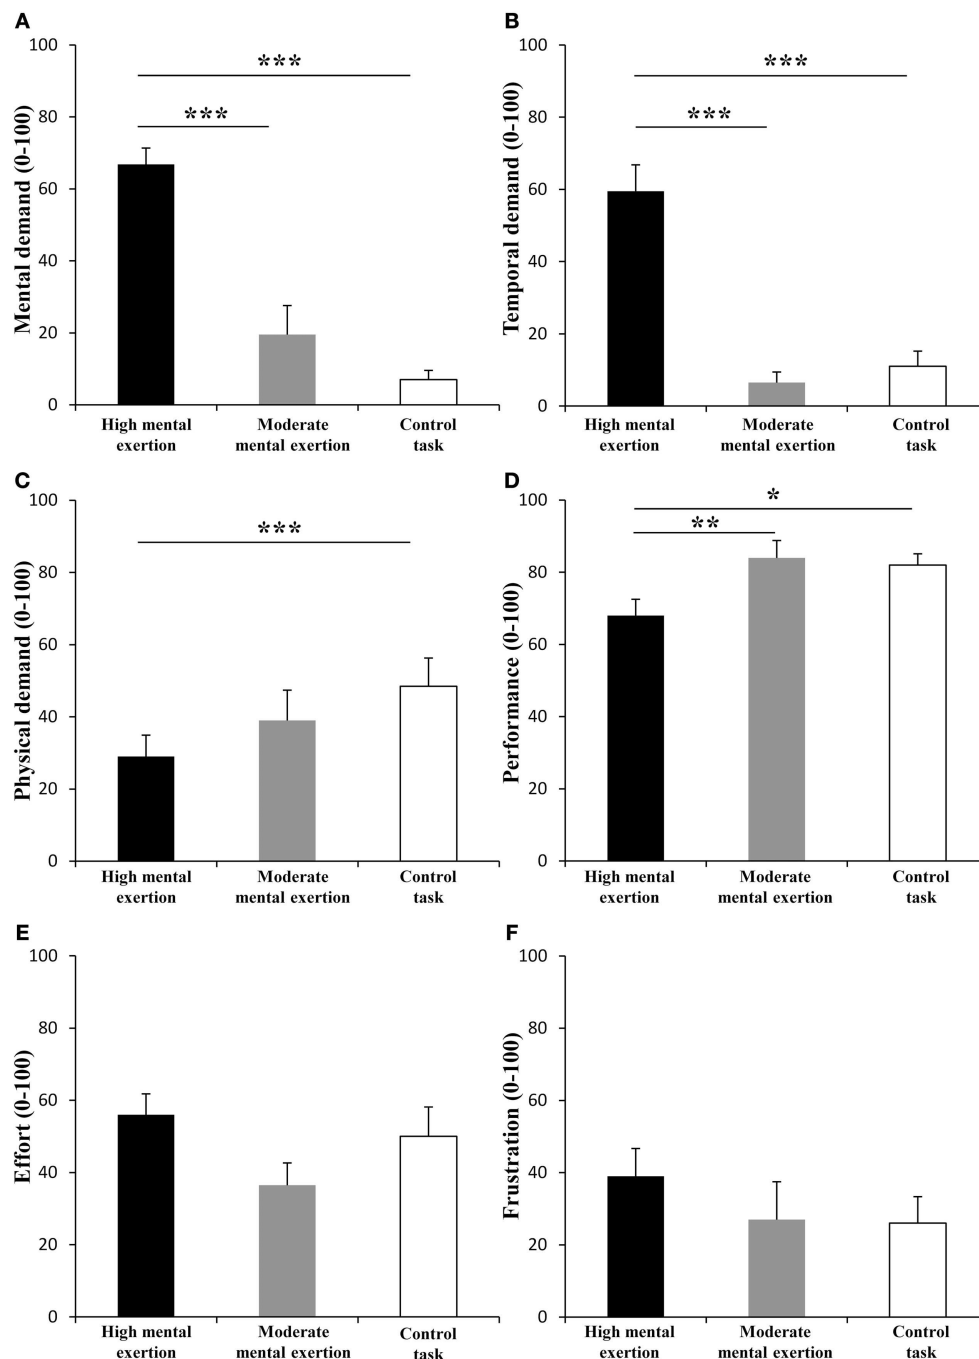 A
Mental demand (0-100)
100
80
60
40
20
0
***
***
High mental
exertion
Moderate
mental exertion
Control
task
B
Temporal demand (0-100)
100
80
60
40
20
0
***
***
High mental
exertion
Moderate
mental exertion
Control
task
C
Physical demand (0-100)
100
80
60
40
20
0
***
High mental
exertion
Moderate
mental exertion
Control
task
D
Performance (0-100)
100
80
60
40
20
0
*
**
High mental
exertion
Moderate
mental exertion
Control
task
E
Effort (0-100)
100
80
60
40
20
0
High mental
exertion
Moderate
mental exertion
Control
task
F
Frustration (0-100)
100
80
60
40
20
0
High mental
exertion
Moderate
mental exertion
Control
task